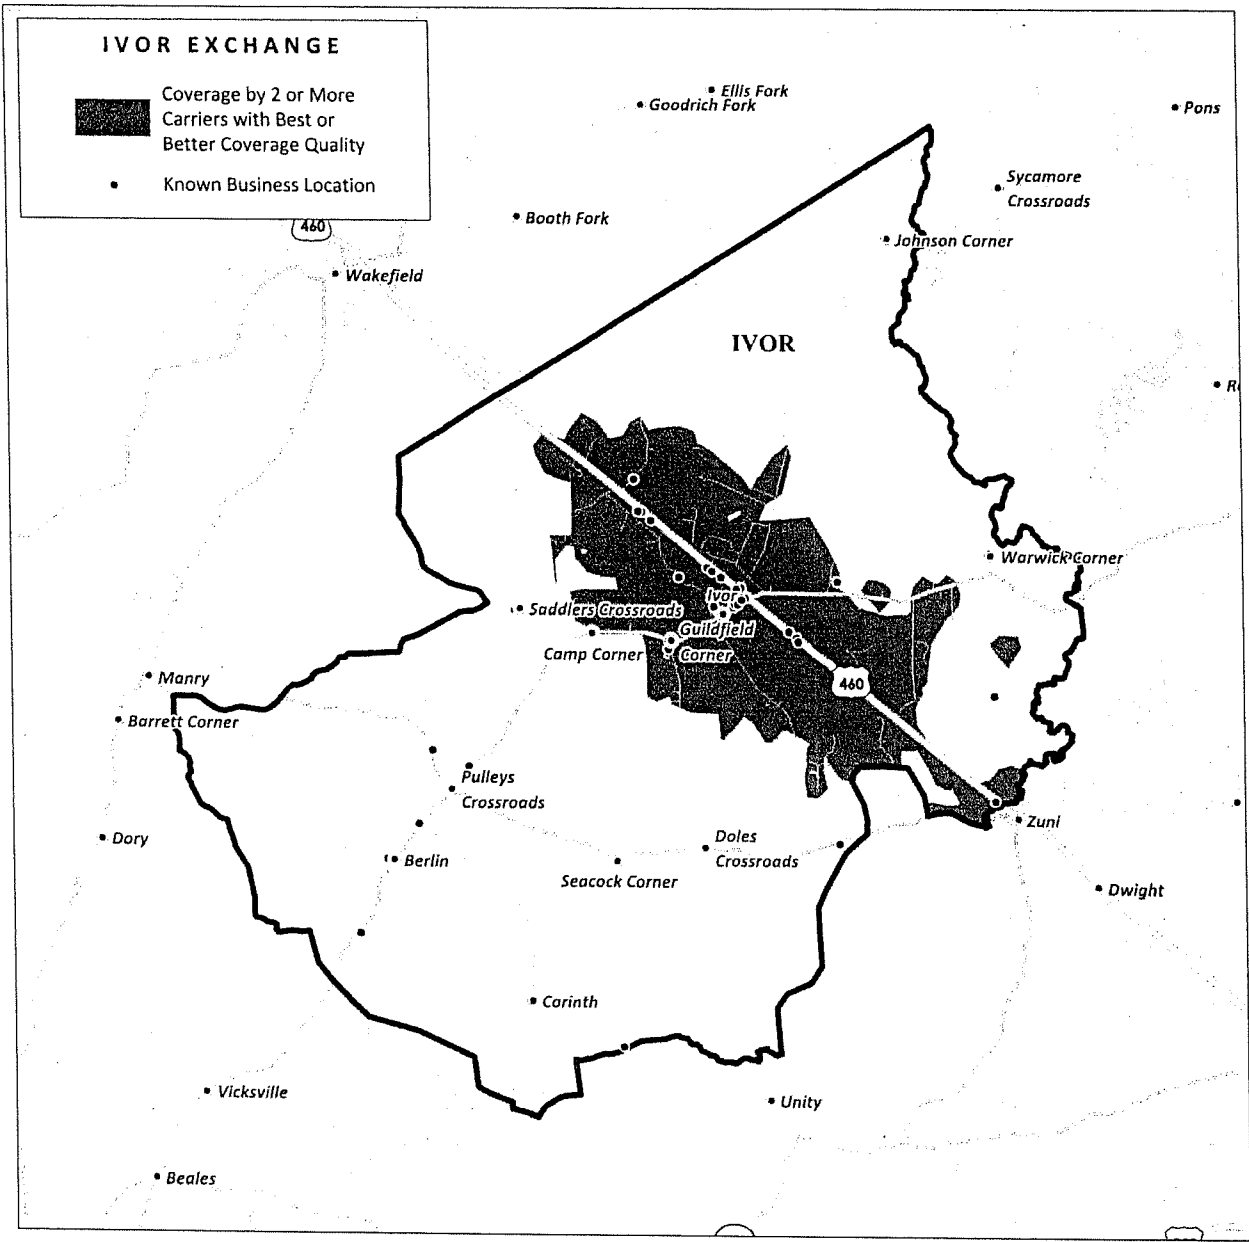 IVOR EXCHANGE
Coverage by 2 or More
Carriers with Best or
Better Coverage Quality
Known Business Location
Ellis Fork
Goodrich Fork
Pons
Sycamore
Crossroads
Booth Fork
460
Johnson Corner
Wakefield
IVOR
Warwick Corner
Ivor
Saddlers Crossroads
Guildfield
Corner
Camp Corner
Manry
460
Barrett Corner
Pulleys
Crossroads
Zuni
Dory
Doles
Crossroads
Berlin
Seacock Corner
Dwight
Corinth
Vicksville
Unity
Beales